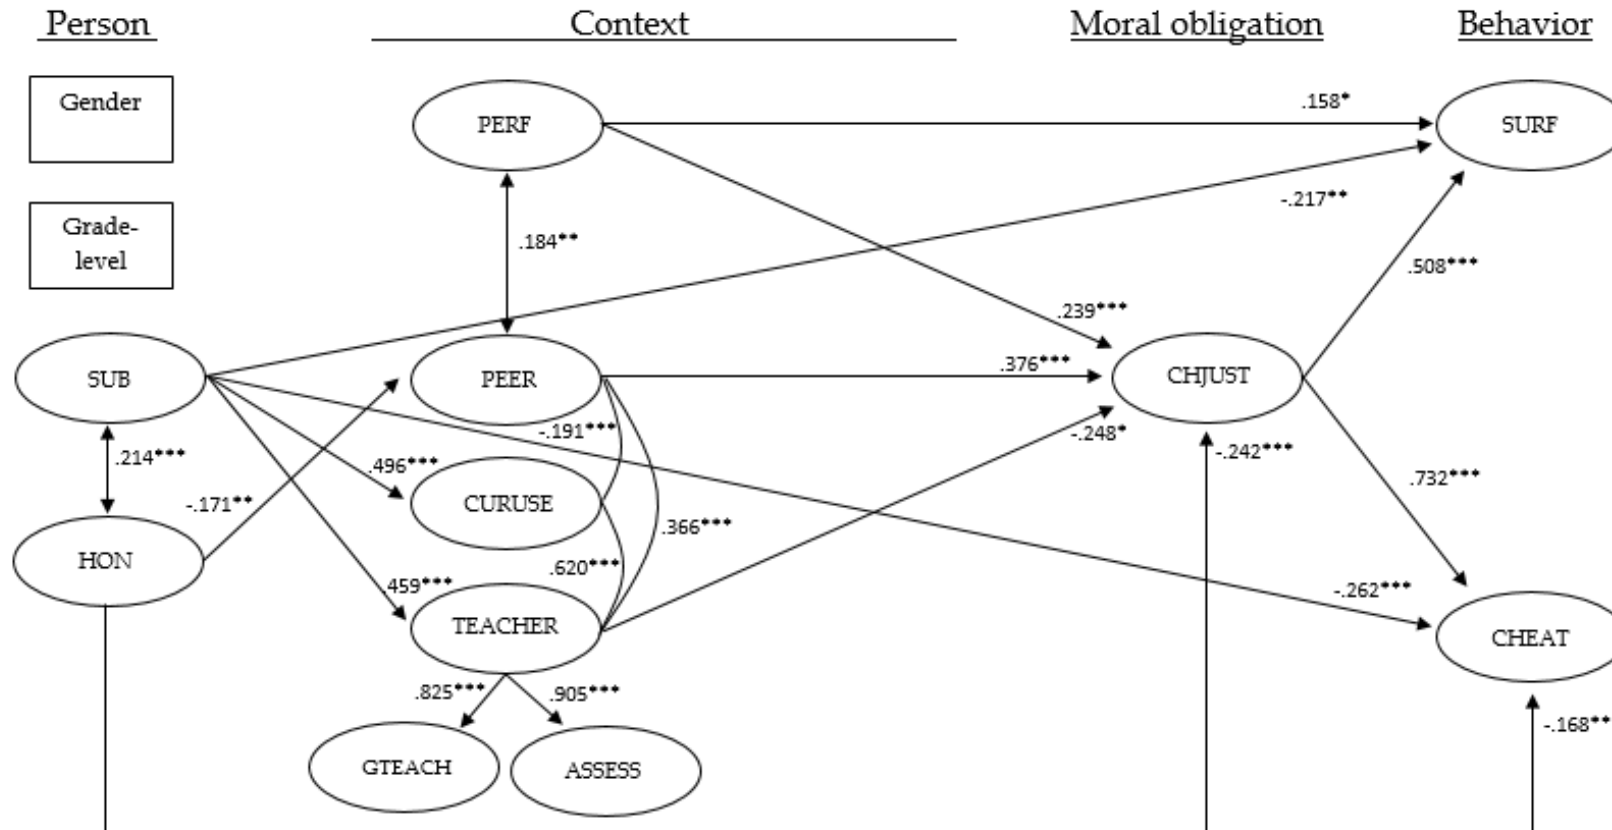 Person
Context
Moral obligation
Behavior
Gender
PERF
.158*
SURF
-.217**
Grade-
level
.184**
.508***
.239***
SUB
PEER
.376***
CHJUST
-.191***
-.248*
-.242***
.214***
.496***
.732***
-.171**
CURUSE
.366***
HON
.620***
.459***
-.262***
TEACHER
CHEAT
.825***
.905***
-.168**
GTEACH
ASSESS